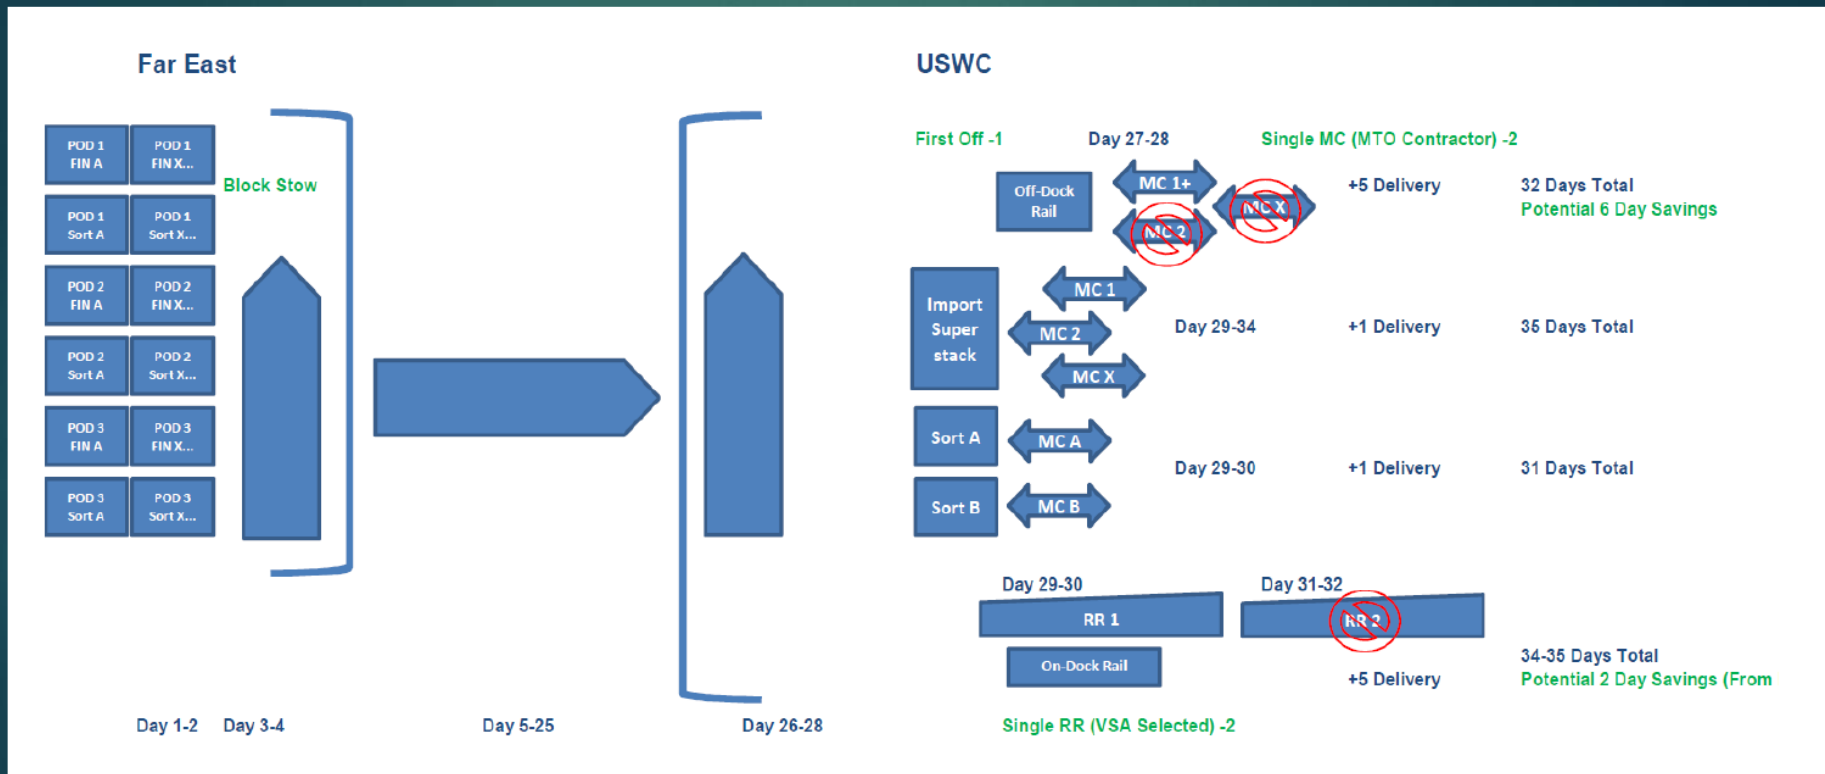 Far East
USWC
POD 1
FIN A
POD 1
FIN X...
Block Stow
POD 1
Sort A
POD 1
Sort X...
POD 2
FIN A
POD 2
FIN X...
POD 2
Sort A
POD 2
Sort X...
POD 3
FIN A
POD 3
FIN X...
POD 3
Sort A
POD 3
Sort X...
First Off -1
Day 27-28
Single MC (MTO Contractor) -2
Off-Dock
Rail
MC 1+
MC 2
MC X
+5 Delivery
32 Days Total
Potential 6 Day Savings
Import
Super
stack
MC 1
MC 2
MC X
Day 29-34
+1 Delivery
35 Days Total
Sort A
MC A
Sort B
MC B
Day 29-30
+1 Delivery
31 Days Total
Day 29-30
Day 31-32
RR 1
RR 2
On-Dock Rail
+5 Delivery
34-35 Days Total
Potential 2 Day Savings (From
Day 1-2
Day 3-4
Day 5-25
Day 26-28
Single RR (VSA Selected) -2